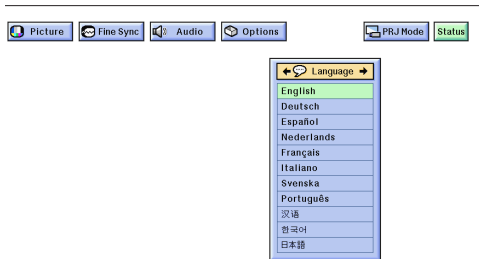 Picture Fine Sync Audio Options PRJ Mode Status
Language
English
Deutsch
Español
Nederlands
Français
Italiano
Svenska
Português
汉语
한국어
日本語